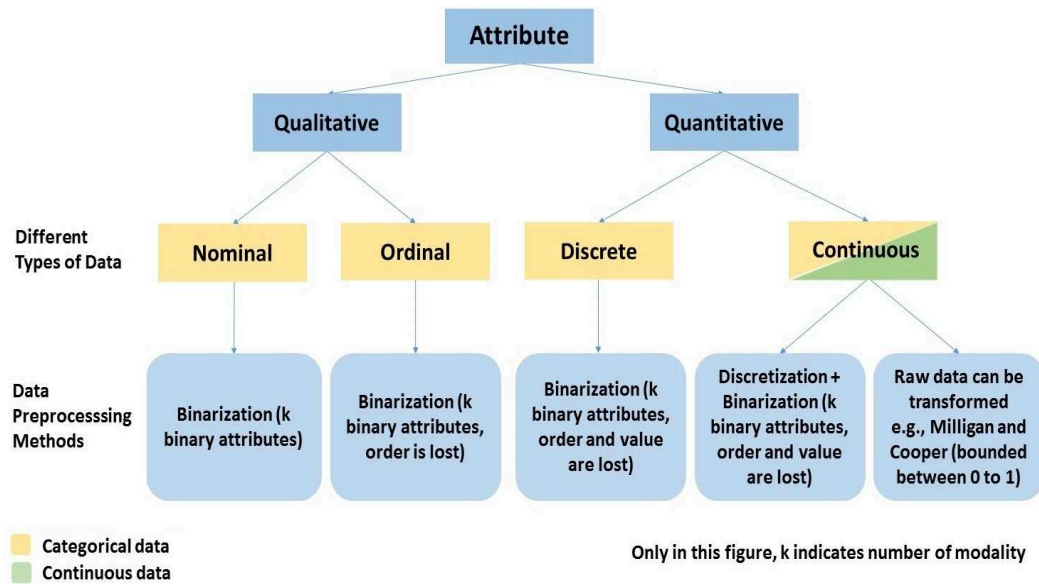 Attribute
Qualitative
Quantitative
Different
Types of Data
Nominal
Ordinal
Discrete
Continuous
Data
Preprocesssing
Methods
Binarization (k
binary attributes)
Binarization (k
binary attributes,
order is lost)
Binarization (k
binary attributes,
order and value
are lost)
Discretization +
Binarization (k
binary attributes,
order and value
are lost)
Raw data can be
transformed
e.g., Milligan and
Cooper (bounded
between 0 to 1)
Categorical data
Continuous data
Only in this figure, k indicates number of modality